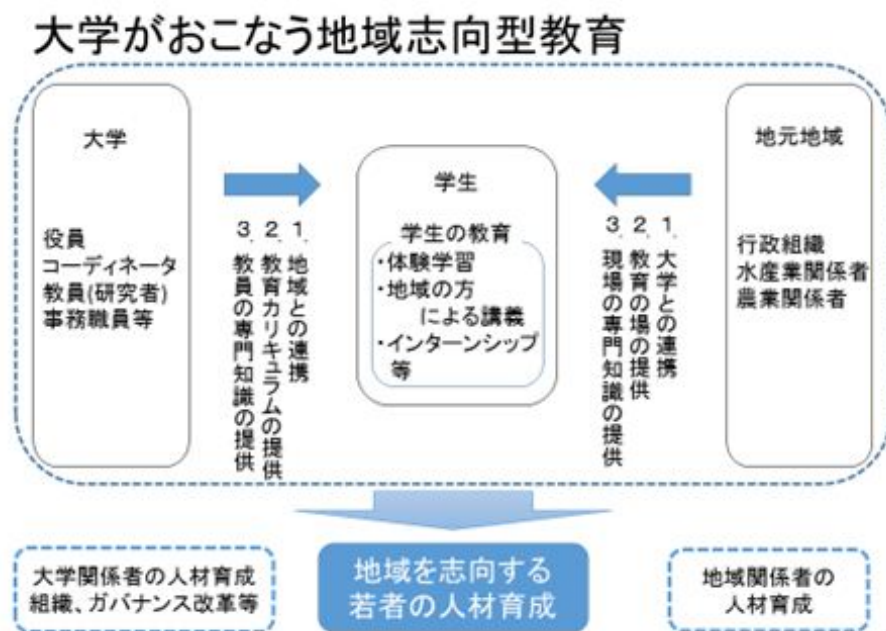 大学がおこなう地域志向型教育
大学
役員
コーディネータ
教員(研究者)
事務職員等
1. 地域との連携
2. 教育カリキュラムの提供
3. 教員の専門知識の提供
学生
学生の教育
・体験学習
・地域の方
による講義
・インターンシップ
等
1. 大学との連携
2. 教育の場の提供
3. 現場の専門知識の提供
地元地域
行政組織
水産業関係者
農業関係者
大学関係者の人材育成
組織、ガバナンス改革等
地域を志向する
若者の人材育成
地域関係者の
人材育成